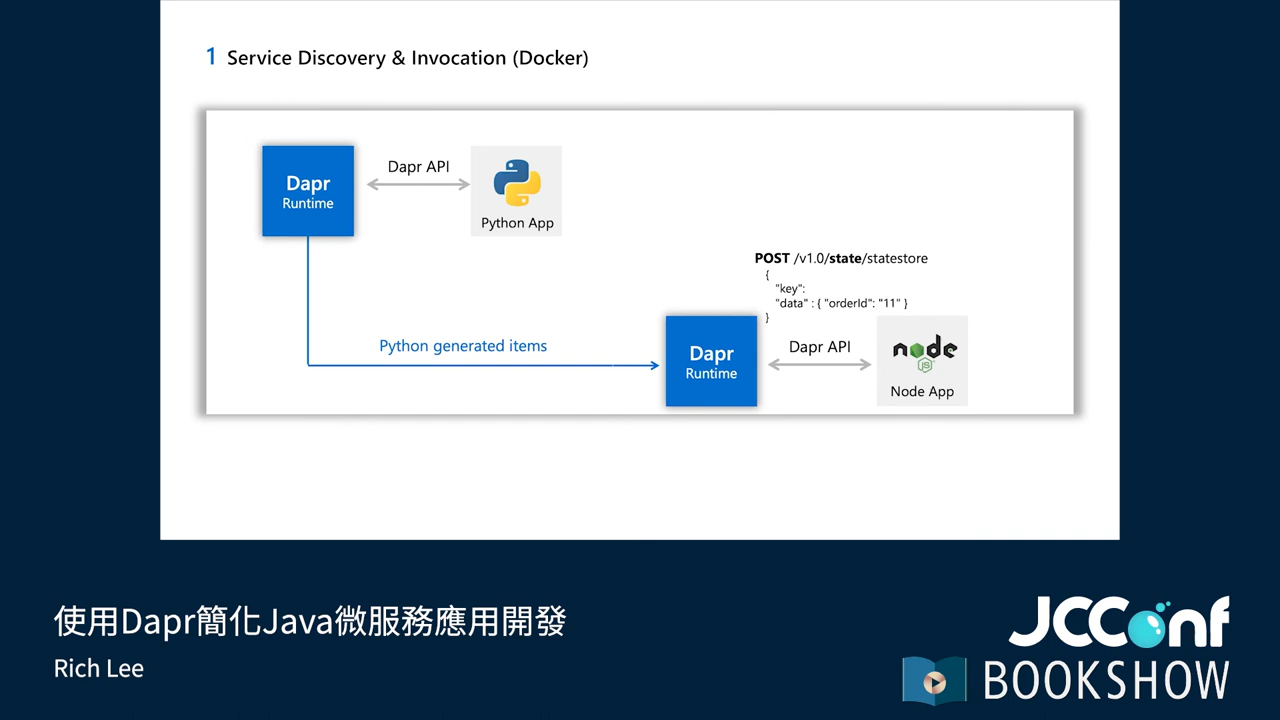 1 Service Discovery & Invocation (Docker)
Dapr
Runtime
Dapr API
Python App
POST /v1.0/state/statestore
{
"key":
"data" : { "orderId": "11" }
}
Python generated items
Dapr
Runtime
Dapr API
node
JS
Node App
使用Dapr簡化Java微服務應用開發
Rich Lee
JCConf
BOOKSHOW